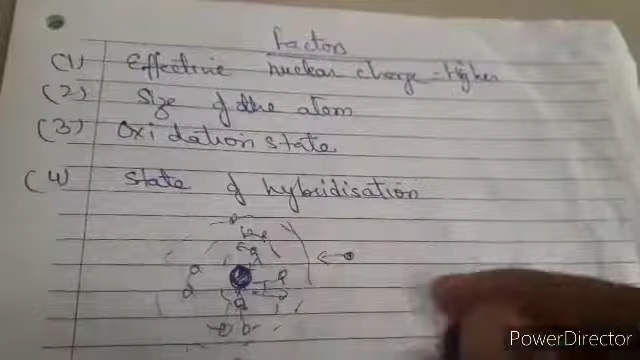 Factors
(1) Effective nuclear charge - Higher
(2) Size of the atom
(3) Oxidation state
(4) State of hybridisation
PowerDirector